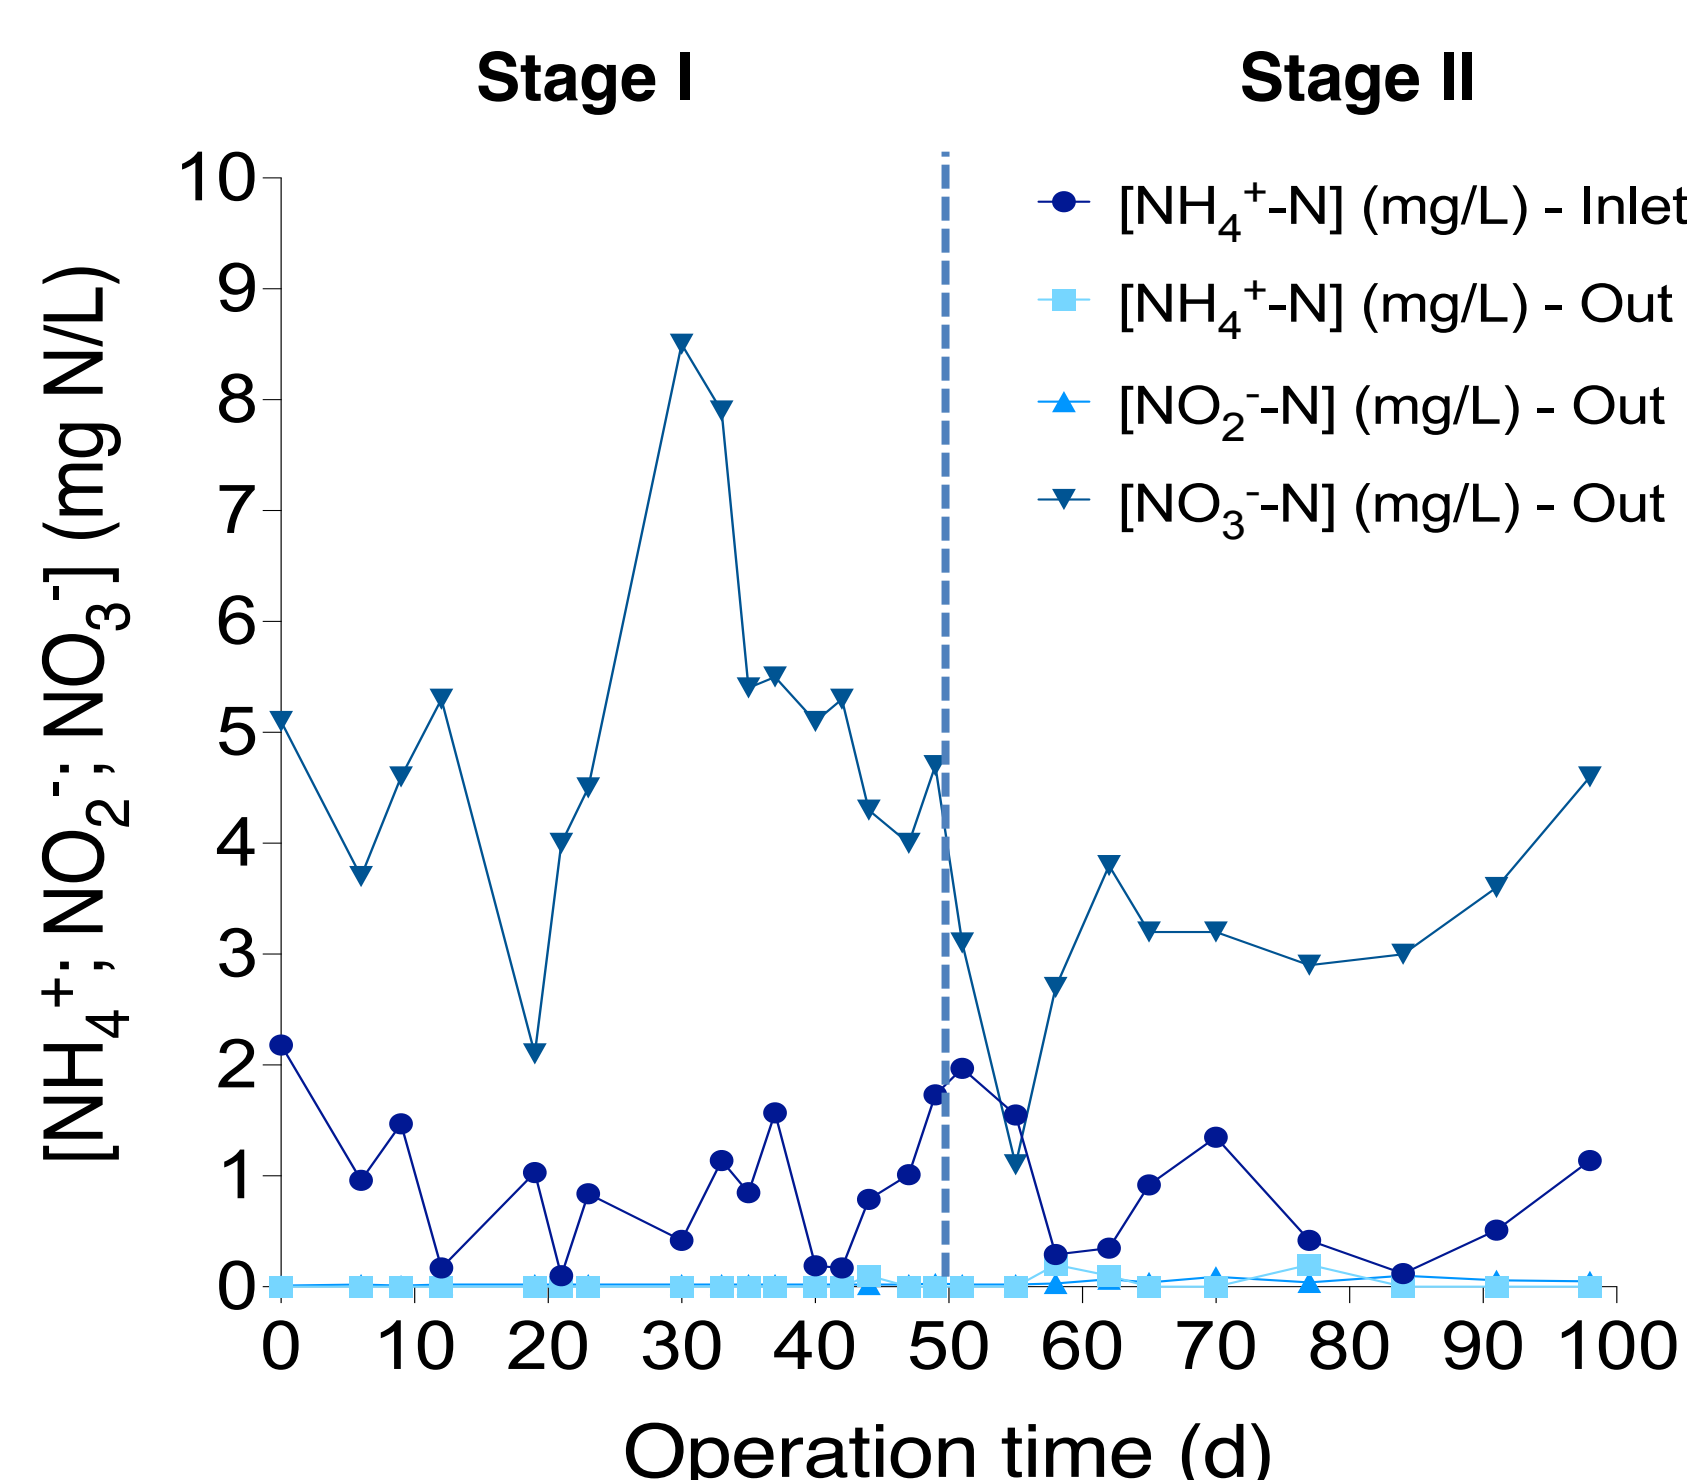 Stage I
Stage II
[NH4+; NO2-; NO3-] (mg N/L)
10
9
8
7
6
5
4
3
2
1
0
[NH4+-N] (mg/L) - Inlet
[NH4+-N] (mg/L) - Out
[NO2--N] (mg/L) - Out
[NO3--N] (mg/L) - Out
0 10 20 30 40 50 60 70 80 90 100
Operation time (d)